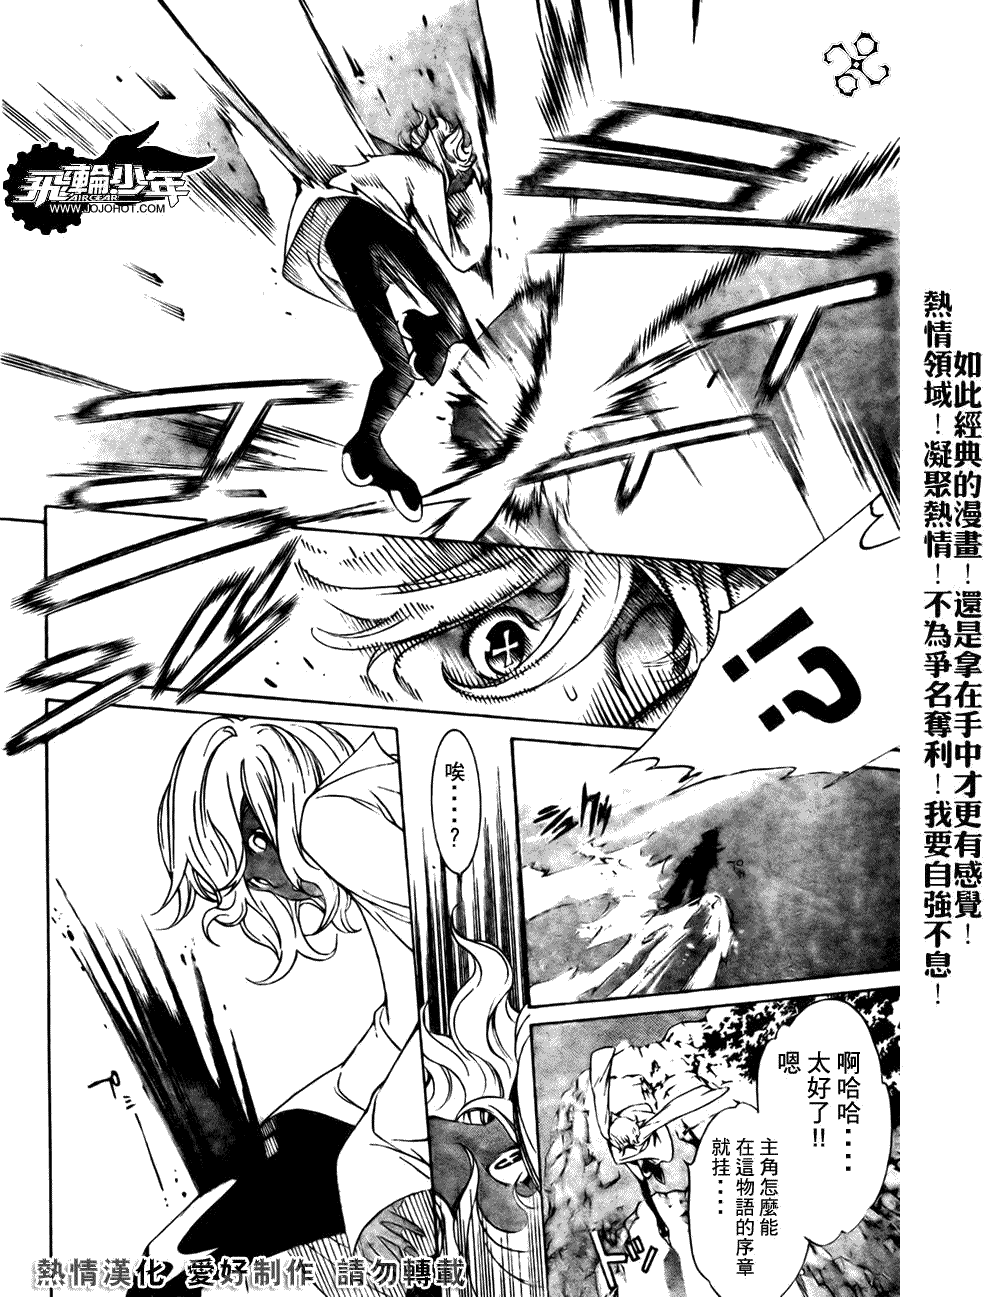 飛輪少年
AIRGEAR
WWW.JOJOHOT.COM
如此經典的漫畫！還是拿在手中才更有感覺！
熱情領域！凝聚熱情！不為爭名奪利！我要自強不息！
!?
唉‥‥?
啊哈哈‥‥
太好了!!
嗯
主角怎麼能
在這物語的序章
就挂‥‥
熱情漢化 愛好制作 請勿轉載